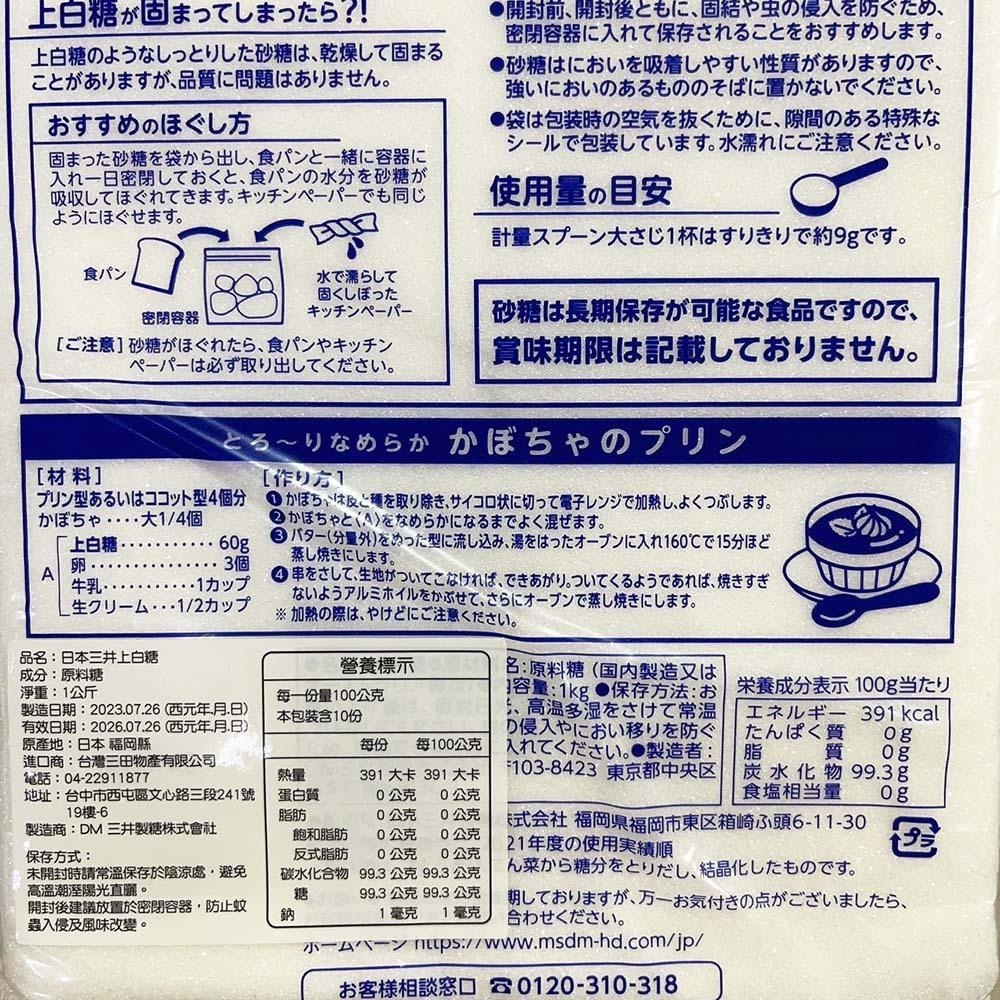 上白糖が固まってしまったら?!
上白糖のようなしっとりした砂糖は、乾燥して固まる
ことがありますが、品質に問題はありません。
おすすめのほぐし方
固まった砂糖を袋から出し、食パンと一緒に容器に
入れ一日密閉しておくと、食パンの水分を砂糖が
吸収してほぐれてきます。キッチンペーパーでも同じ
ようにほぐせます。
食パン
密閉容器
水で濡らして
固くしぼった
キッチンペーパー
[ご注意] 砂糖がほぐれたら、食パンやキッチン
ペーパーは必ず取り出してください。
●開封前、開封後ともに、固結や虫の侵入を防ぐため、
密閉容器に入れて保存されることをおすすめします。
●砂糖はにおいを吸着しやすい性質がありますので、
強いにおいのあるもののそばに置かないでください。
●袋は包装時の空気を抜くために、隙間のある特殊な
シールで包装しています。水濡れにご注意ください。
使用量の目安
計量スプーン大さじ1杯はすりきりで約9gです。
砂糖は長期保存が可能な食品ですので、
賞味期限は記載しておりません。
とろ〜りなめらか かぼちゃのプリン
[材料]
プリン型あるいはココット型4個分
かぼちゃ・・・・大1/4個
A
上白糖・・・・・・・・・・・60g
卵・・・・・・・・・・・・・・・3個
牛乳・・・・・・・・・・1カップ
生クリーム・・・1/2カップ
[作り方]
❶かぼちゃは皮と種を取り除き、サイコロ状に切って電子レンジで加熱し、よくつぶします。
❷かぼちゃと(A)をなめらかになるまでよく混ぜます。
❸バター(分量外)をぬった型に流し込み、湯をはったオーブンに入れ160℃で15分ほど
蒸し焼きにします。
❹串をさして、生地がついてこなければ、できあがり。ついてくるようであれば、焼きすぎ
ないようアルミホイルをかぶせて、さらにオーブンで蒸し焼きにします。
※加熱の際は、やけどにご注意ください。
品名：日本三井上白糖
成分：原料糖
淨重：1公斤
製造日期：2023.07.26 (西元年.月.日)
有效日期：2026.07.26 (西元年.月.日)
原產地：日本 福岡縣
進口商：台灣三田物產有限公司
電話：04-22911877
地址：台中市西屯區文心路三段241號
19樓-6
製造商：DM 三井製糖株式會社
保存方式：
未開封時請常溫保存於陰涼處，避免
高溫潮溼陽光直曬。
開封後建議放置於密閉容器，防止蚊
蟲入侵及風味改變。
營養標示
每一份量100公克
本包裝含10份
每份 每100公克
熱量 391 大卡 391 大卡
蛋白質 0 公克 0 公克
脂肪 0 公克 0 公克
飽和脂肪 0 公克 0 公克
反式脂肪 0 公克 0 公克
碳水化合物 99.3 公克 99.3 公克
糖 99.3 公克 99.3 公克
鈉 1 毫克 1 毫克
名：原料糖 (国内製造又は
内容量：1kg ●保存方法：お
、高温多湿をさけて常温
の侵入やにおい移りを防ぐ
入れてください。●製造者：
〒103-8423 東京都中央区
栄養成分表示 100g当たり
エネルギー 391kcal
たんぱく質 0g
脂質 0g
炭水化物 99.3g
食塩相当量 0g
株式会社 福岡県福岡市東区箱崎ふ頭6-11-30
21年度の使用実績順
ん菜から糖分をとりだし、結晶化したものです。
プラ
期しておりますが、万一お気付きの点がございましたら、
合わせください。
ホームページ https://www.msdm-hd.com/jp/
お客様相談窓口 ☎0120-310-318